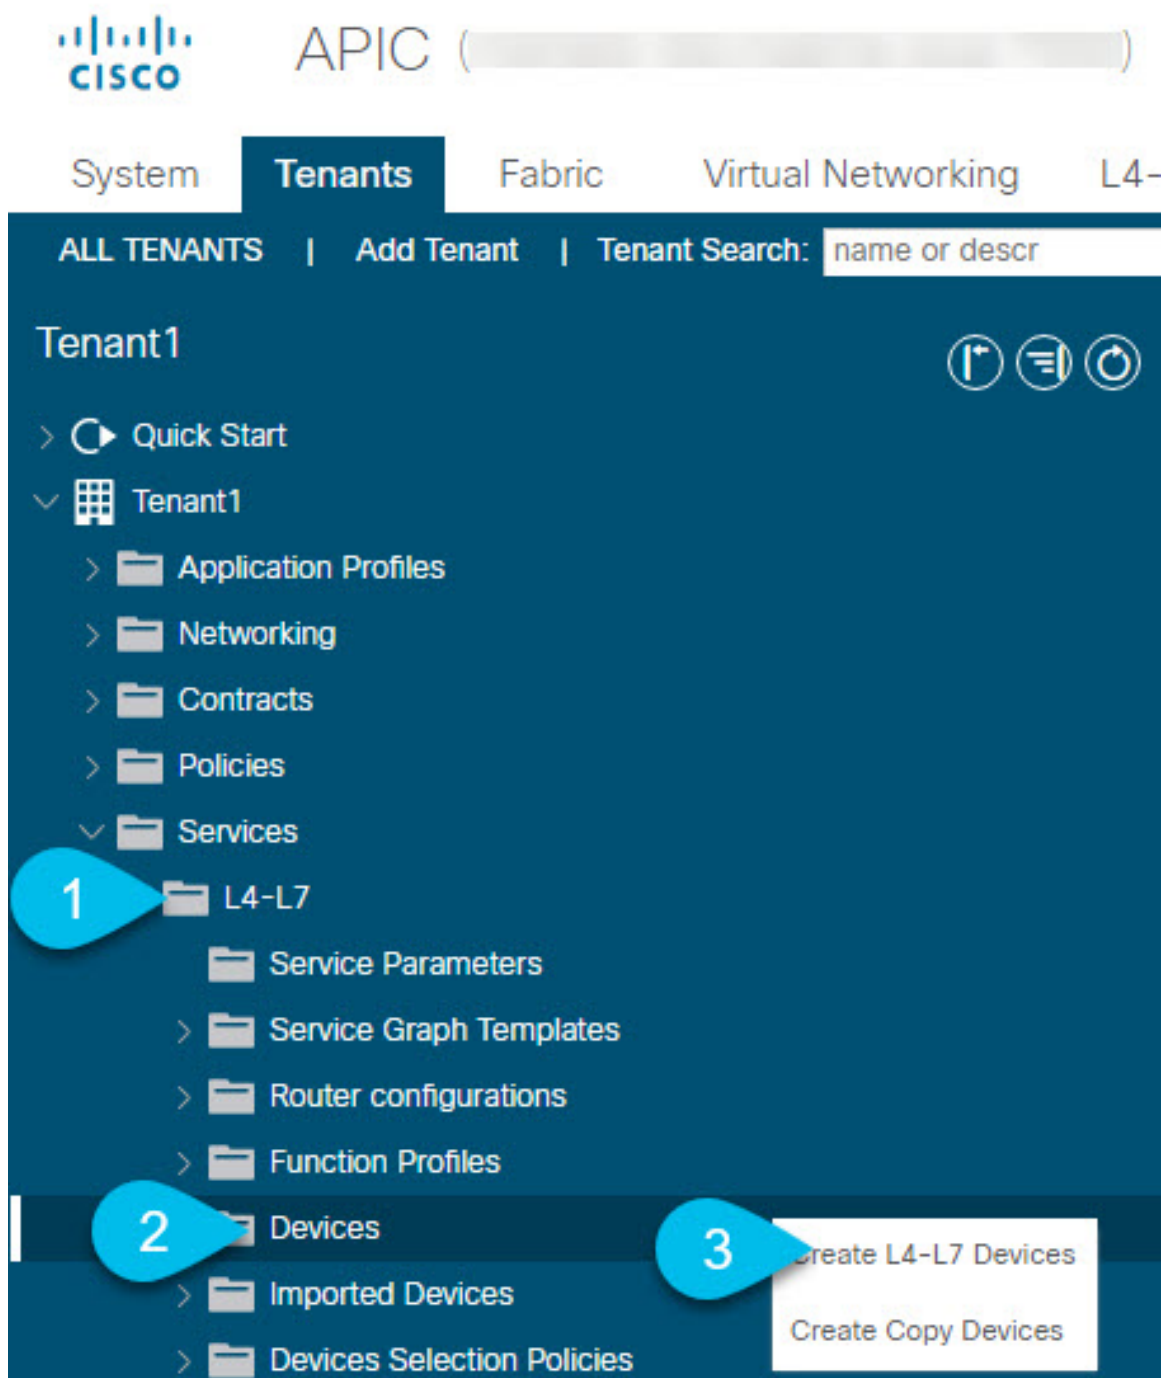 CISCO
APIC ( )
System Tenants Fabric Virtual Networking L4-
ALL TENANTS | Add Tenant | Tenant Search: name or descr
Tenant1
Quick Start
Tenant1
Application Profiles
Networking
Contracts
Policies
Services
1 L4-L7
Service Parameters
Service Graph Templates
Router configurations
Function Profiles
2 Devices
3 Create L4-L7 Devices
Imported Devices
Create Copy Devices
Devices Selection Policies